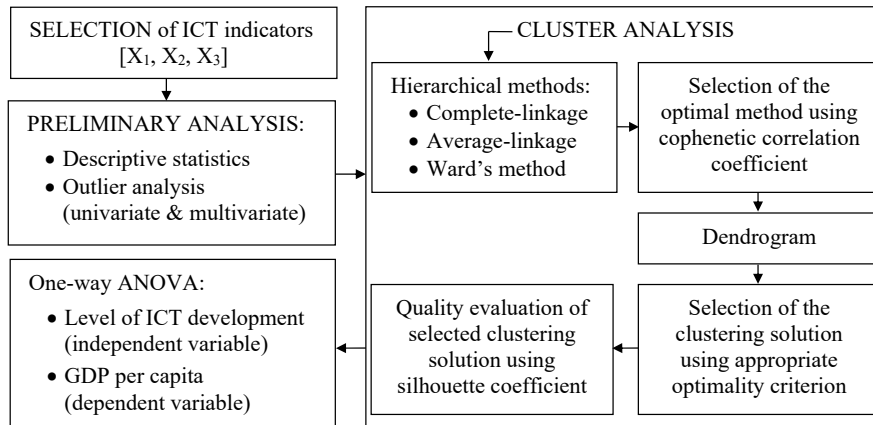 SELECTION of ICT indicators
[X₁, X₂, X₃]
PRELIMINARY ANALYSIS:
• Descriptive statistics
• Outlier analysis
(univariate & multivariate)
CLUSTER ANALYSIS
Hierarchical methods:
• Complete-linkage
• Average-linkage
• Ward’s method
Selection of the
optimal method using
cophenetic correlation
coefficient
Dendrogram
Selection of the
clustering solution
using appropriate
optimality criterion
Quality evaluation of
selected clustering
solution using
silhouette coefficient
One-way ANOVA:
• Level of ICT development
(independent variable)
• GDP per capita
(dependent variable)